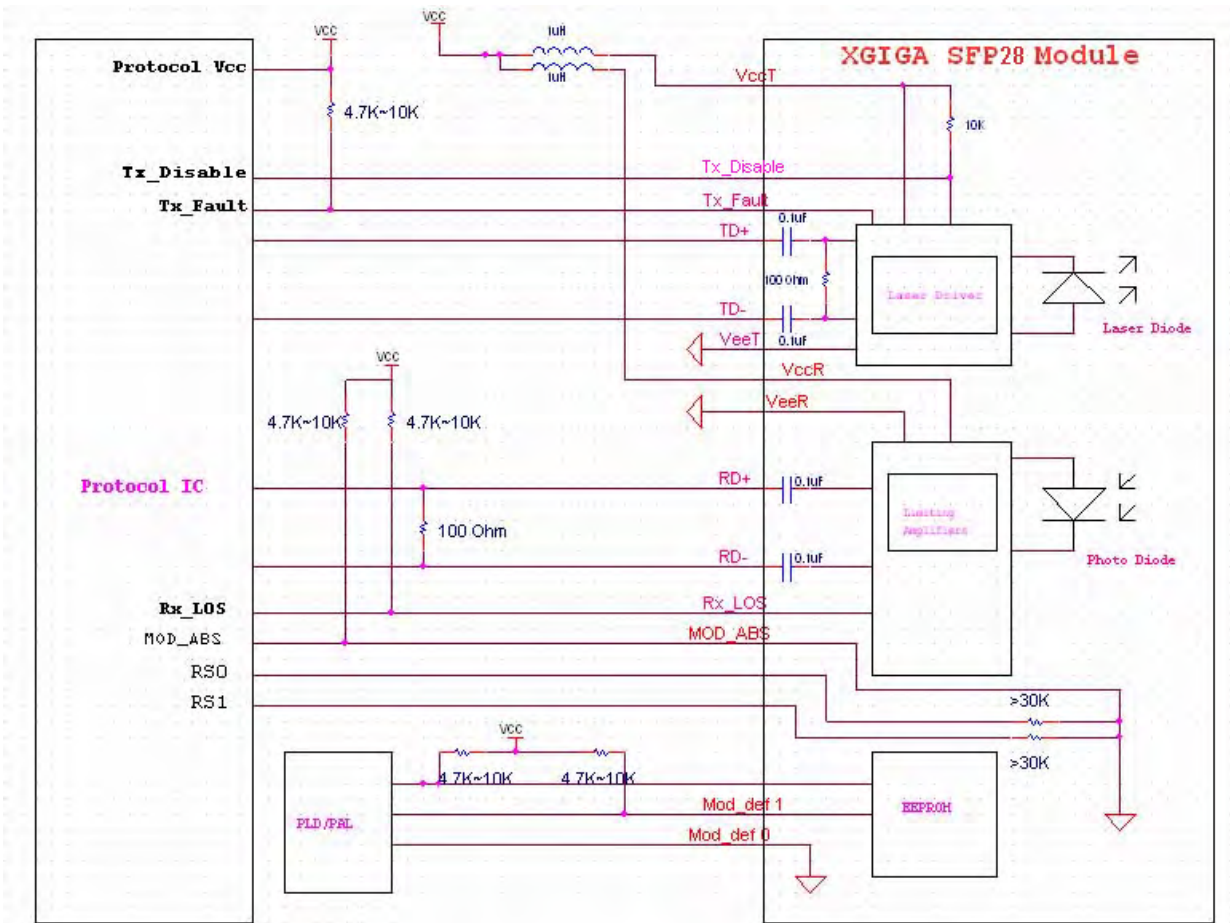 XGIGA SFP28 Module
VCC
VCC
1uH
1uH
Protocol Vcc
VccT
4.7K~10K
10K
Tx_Disable
Tx_Disable
Tx_Fault
Tx_Fault
0.1uf
TD+
100 Ohm
Laser Driver
TD-
0.1uf
VeeT
Laser Diode
VCC
VccR
VeeR
4.7K~10K
4.7K~10K
Protocol IC
RD+
0.1uf
100 Ohm
Limiting
Amplifiers
RD-
0.1uf
Photo Diode
Rx_LOS
Rx_LOS
MOD_ABS
MOD_ABS
RS0
RS1
>30K
>30K
VCC
4.7K~10K
4.7K~10K
PLD/PAL
Mod_def 1
Mod_def 0
EEPROM